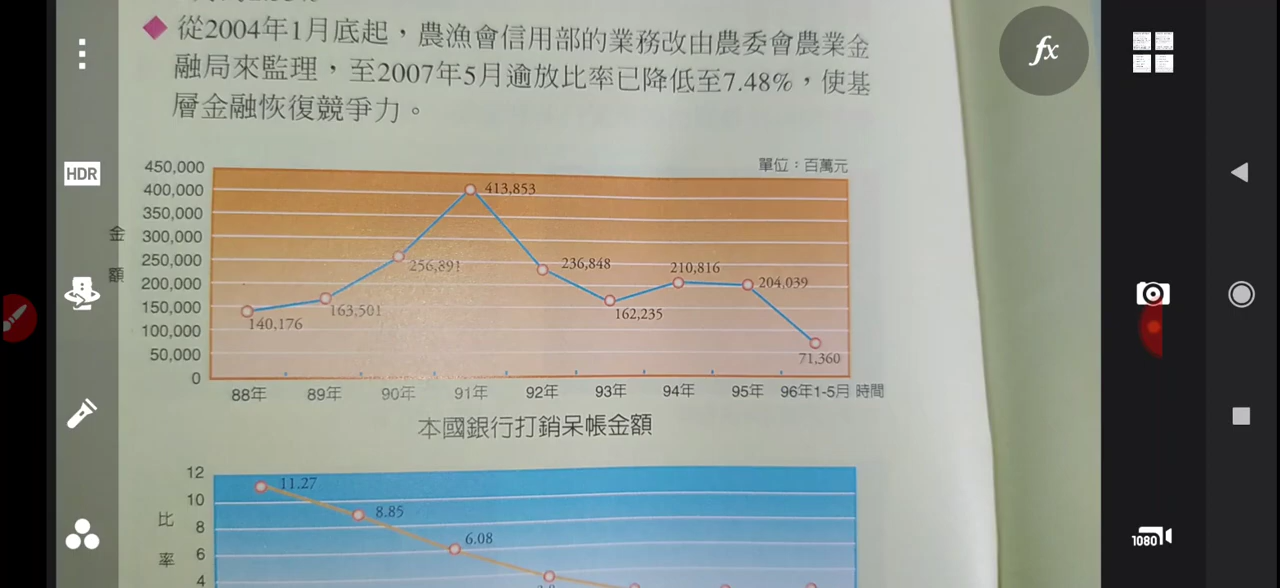 ◆ 從2004年1月底起，農漁會信用部的業務改由農委會農業金
融局來監理，至2007年5月逾放比率已降低至7.48%，使基
層金融恢復競爭力。
單位：百萬元
金額
450,000
400,000
350,000
300,000
250,000
200,000
150,000
100,000
50,000
0
140,176
163,501
256,891
413,853
236,848
162,235
210,816
204,039
71,360
88年 89年 90年 91年 92年 93年 94年 95年 96年1-5月 時間
本國銀行打銷呆帳金額
比率
12
10
8
6
4
11.27
8.85
6.08
HDR
fx
1080